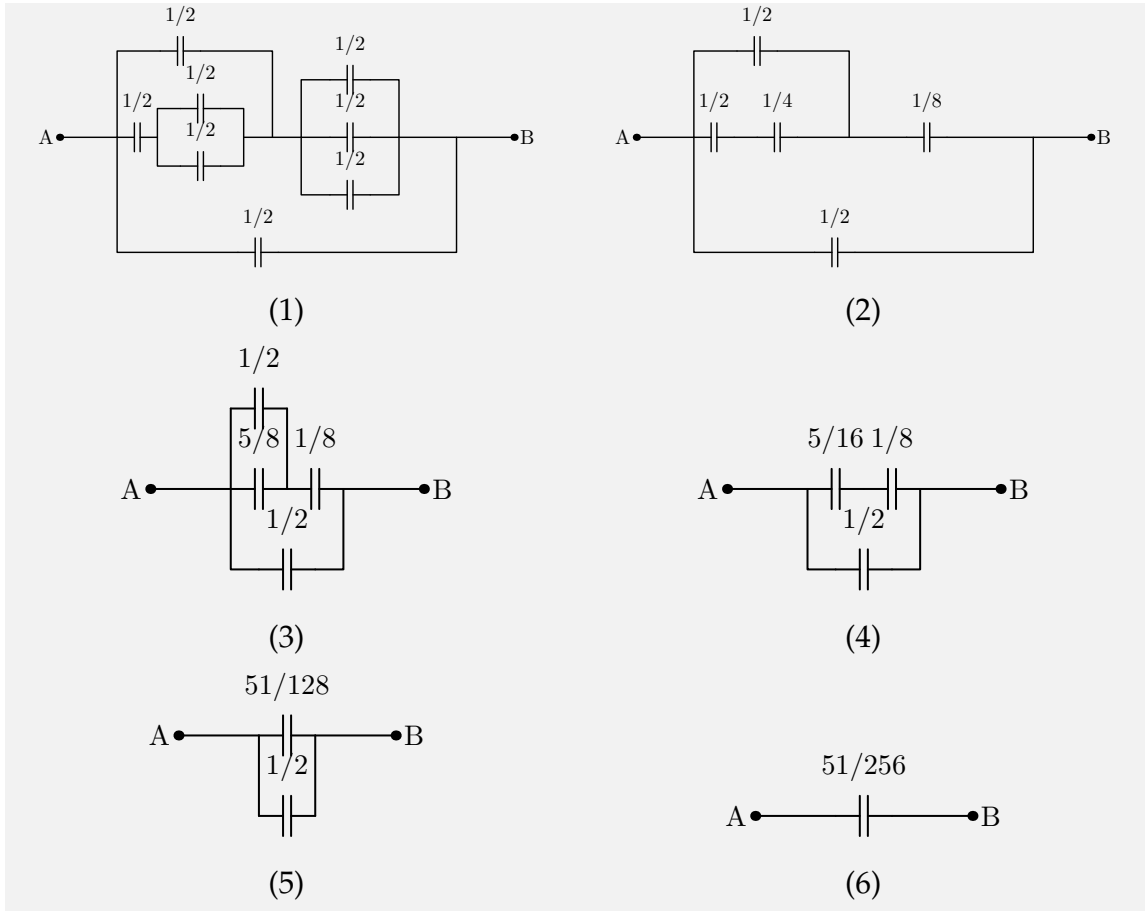 1/2 1/2
1/2 1/2
1/2 1/2 1/2 1/2 1/4 1/8
1/2
A B A B
1/2
1/2 1/2
(1) (2)
1/2
5/8 1/8 5/16 1/8
A B A B
1/2 1/2
(3) (4)
51/128
A B
1/2 51/256
A B
(5) (6)